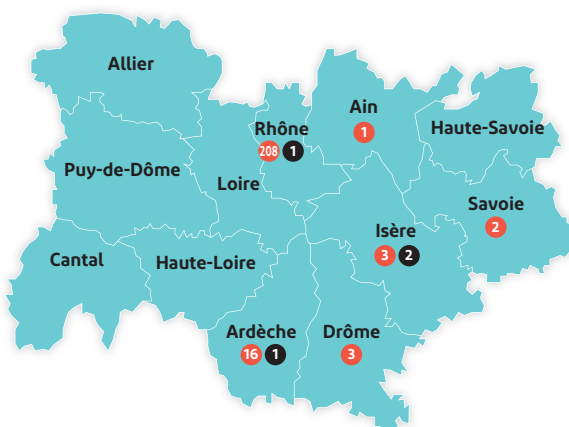 Allier
Ain
1
Rhône
208 1
Haute-Savoie
Puy-de-Dôme
Loire
Savoie
2
Isère
3 2
Cantal
Haute-Loire
Ardèche
16 1
Drôme
3